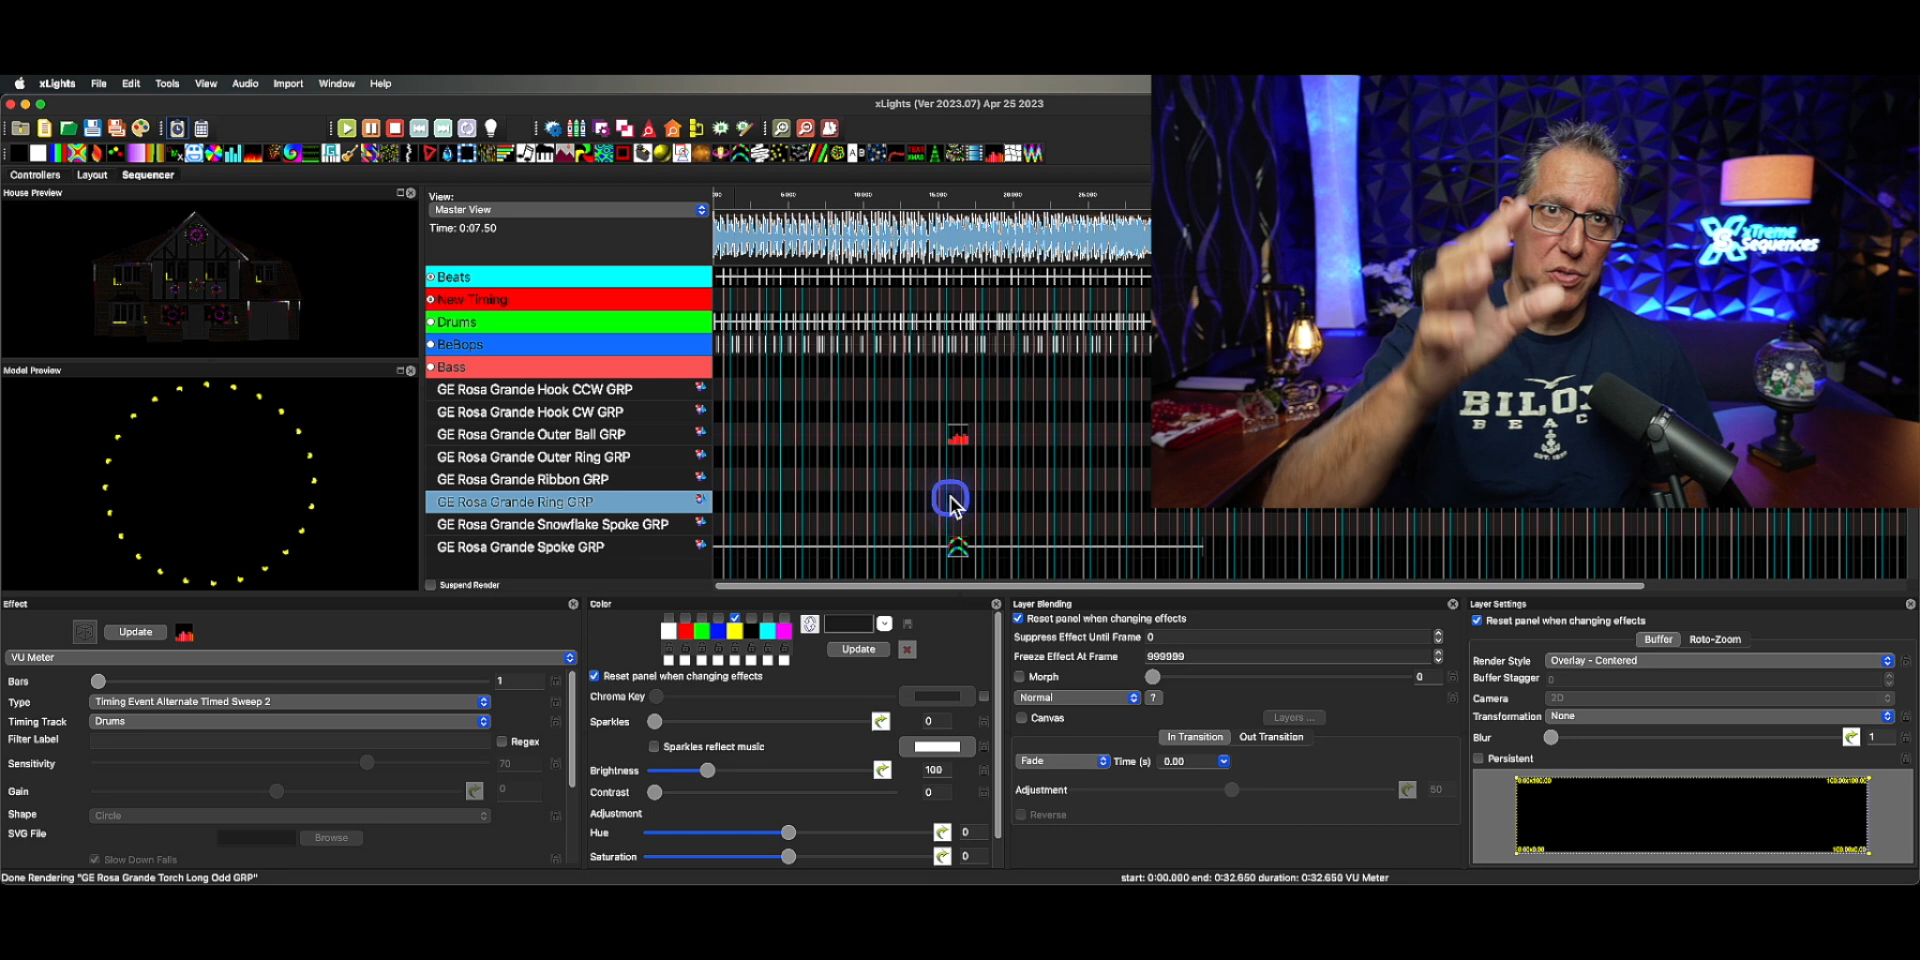 xLights File Edit Tools View Audio Import Window Help
xLights (Ver 2023.07) Apr 25 2023
Controllers Layout Sequencer
House Preview
View:
Master View
Time: 0:07.50
5.000 10.000 15.000 20.000 25.000
Beats
New Timing
Drums
BeBops
Bass
Model Preview
GE Rosa Grande Hook CCW GRP
GE Rosa Grande Hook CW GRP
GE Rosa Grande Outer Ball GRP
GE Rosa Grande Outer Ring GRP
GE Rosa Grande Ribbon GRP
GE Rosa Grande Ring GRP
GE Rosa Grande Snowflake Spoke GRP
GE Rosa Grande Spoke GRP
Suspend Render
xTreme
Sequences
BILOXI
BEAC
Effect
Update
VU Meter
Bars 1
Type Timing Event Alternate Timed Sweep 2
Timing Track Drums
Filter Label Regex
Sensitivity 70
Gain 0
Shape Circle
SVG File Browse
Slow Down Falls
Color
Update
Reset panel when changing effects
Chroma Key
Sparkles 0
Sparkles reflect music
Brightness 100
Contrast 0
Adjustment
Hue 0
Saturation 0
Layer Blending
Reset panel when changing effects
Suppress Effect Until Frame 0
Freeze Effect At Frame 999999
Morph 0
Normal ?
Canvas Layers ...
In Transition Out Transition
Fade Time (s) 0.00
Adjustment 50
Reverse
Layer Settings
Reset panel when changing effects
Buffer Roto-Zoom
Render Style Overlay - Centered
Buffer Stagger 0
Camera 2D
Transformation None
Blur 1
Persistent
Done Rendering "GE Rosa Grande Torch Long Odd GRP"
start: 0:00.000 end: 0:32.650 duration: 0:32.650 VU Meter